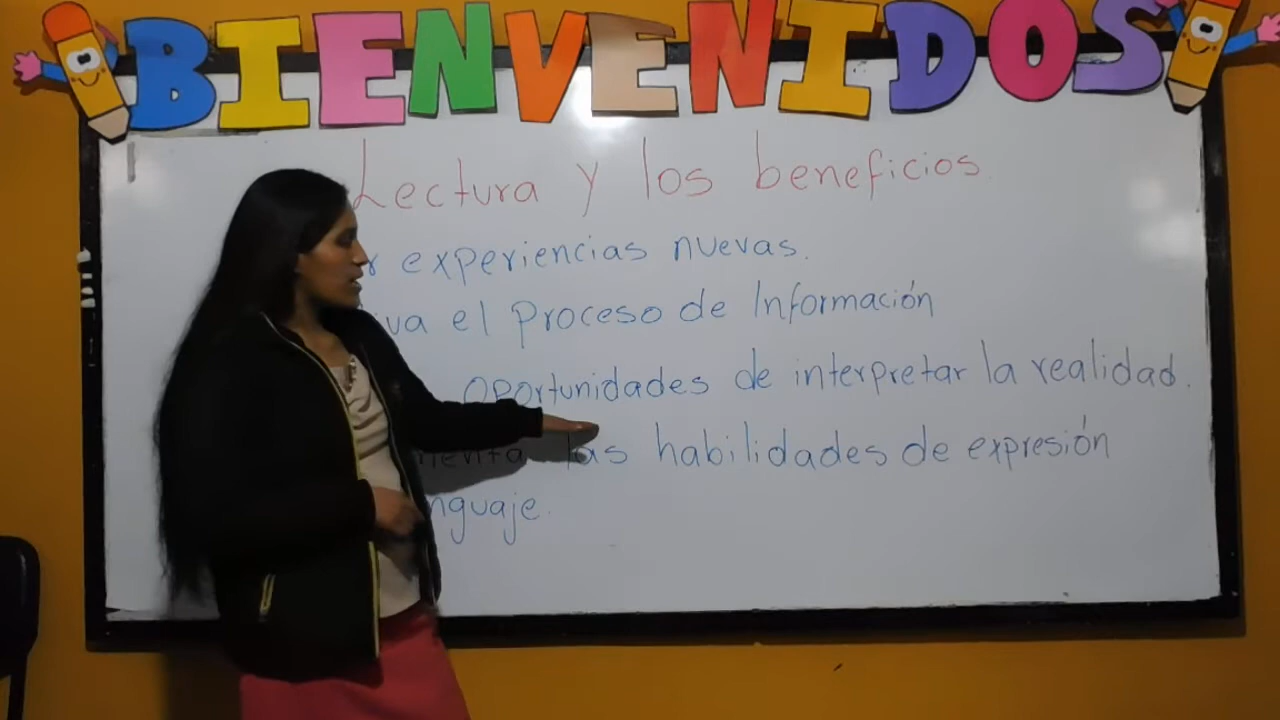 BIENVENIDOS
Lectura y los beneficios.
experiencias nuevas.
el Proceso de Información
oportunidades de interpretar la realidad.
las habilidades de expresión